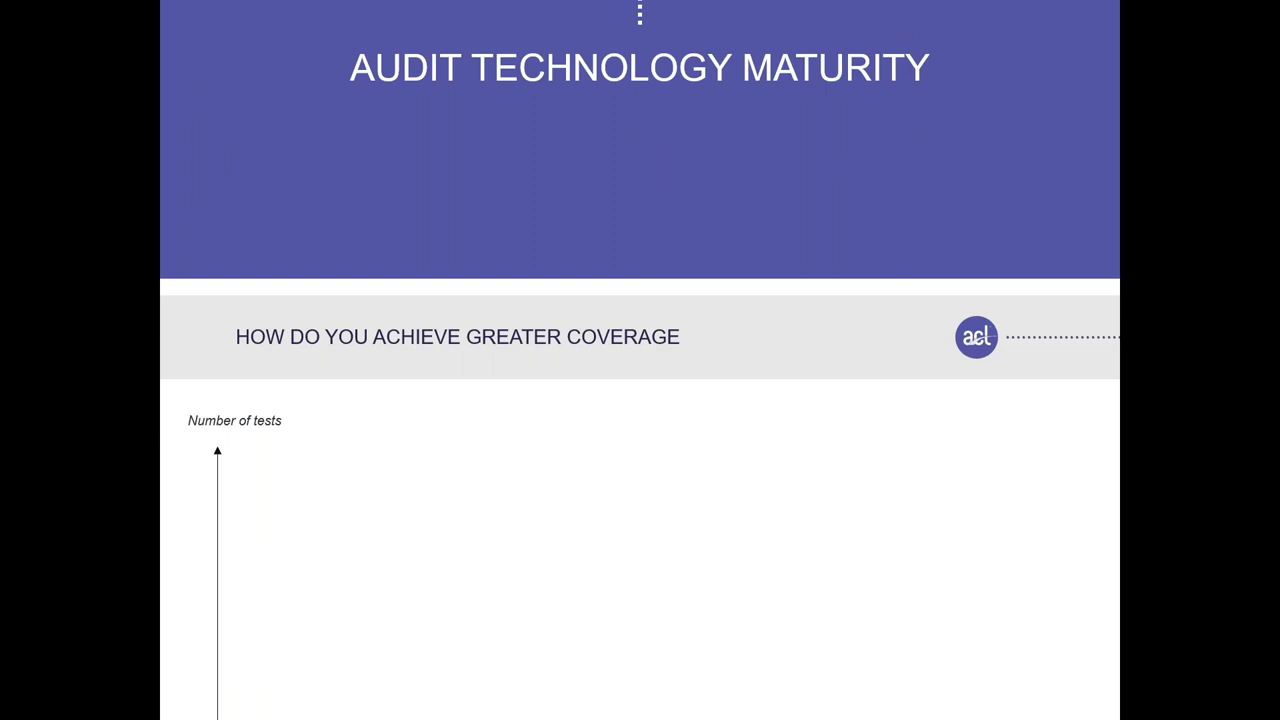 AUDIT TECHNOLOGY MATURITY
HOW DO YOU ACHIEVE GREATER COVERAGE
acl
Number of tests